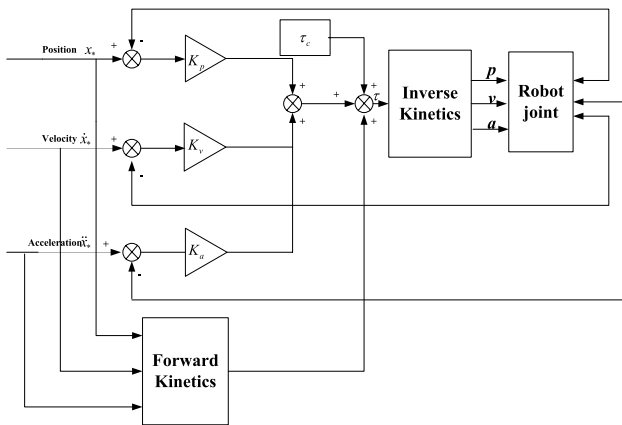 Position x* + - Kp
τc
+
+
+
+
+
τ
+
Inverse
Kinetics
p
v
a
Robot
joint
Velocity ẋ* + - Kv
Acceleration ẍ* + - Ka
Forward
Kinetics